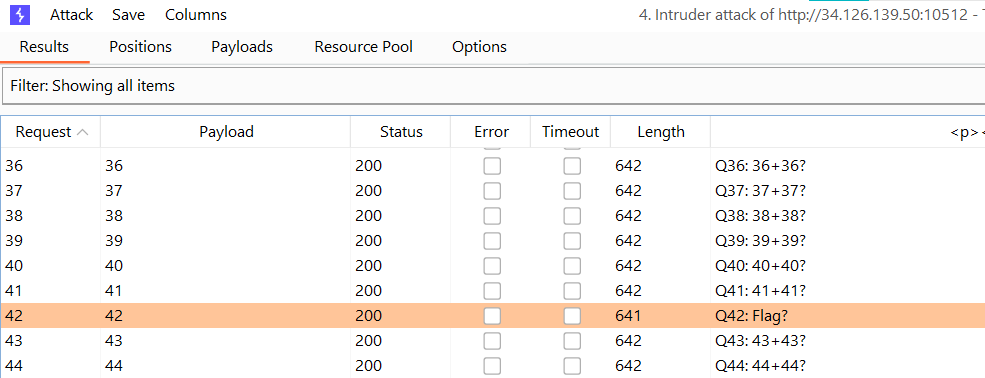 Attack Save Columns 4. Intruder attack of http://34.126.139.50:10512 - T
Results Positions Payloads Resource Pool Options
Filter: Showing all items
Request Payload Status Error Timeout Length <p><
36 36 200 642 Q36: 36+36?
37 37 200 642 Q37: 37+37?
38 38 200 642 Q38: 38+38?
39 39 200 642 Q39: 39+39?
40 40 200 642 Q40: 40+40?
41 41 200 642 Q41: 41+41?
42 42 200 641 Q42: Flag?
43 43 200 642 Q43: 43+43?
44 44 200 642 Q44: 44+44?